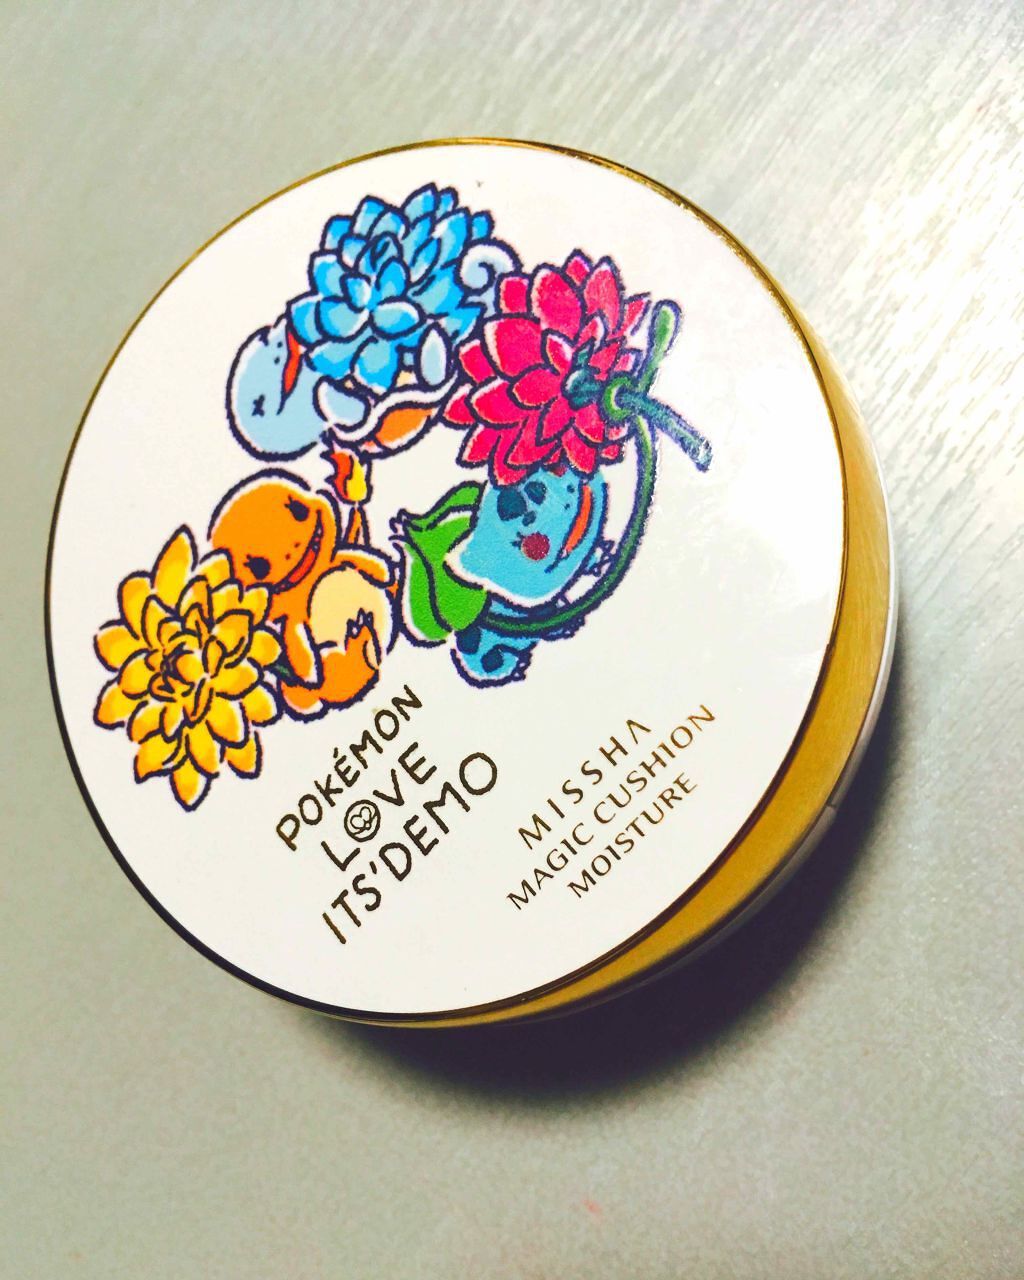 POKÉMON
LOVE
ITS'DEMO
MISSHA
MAGIC CUSHION
MOISTURE